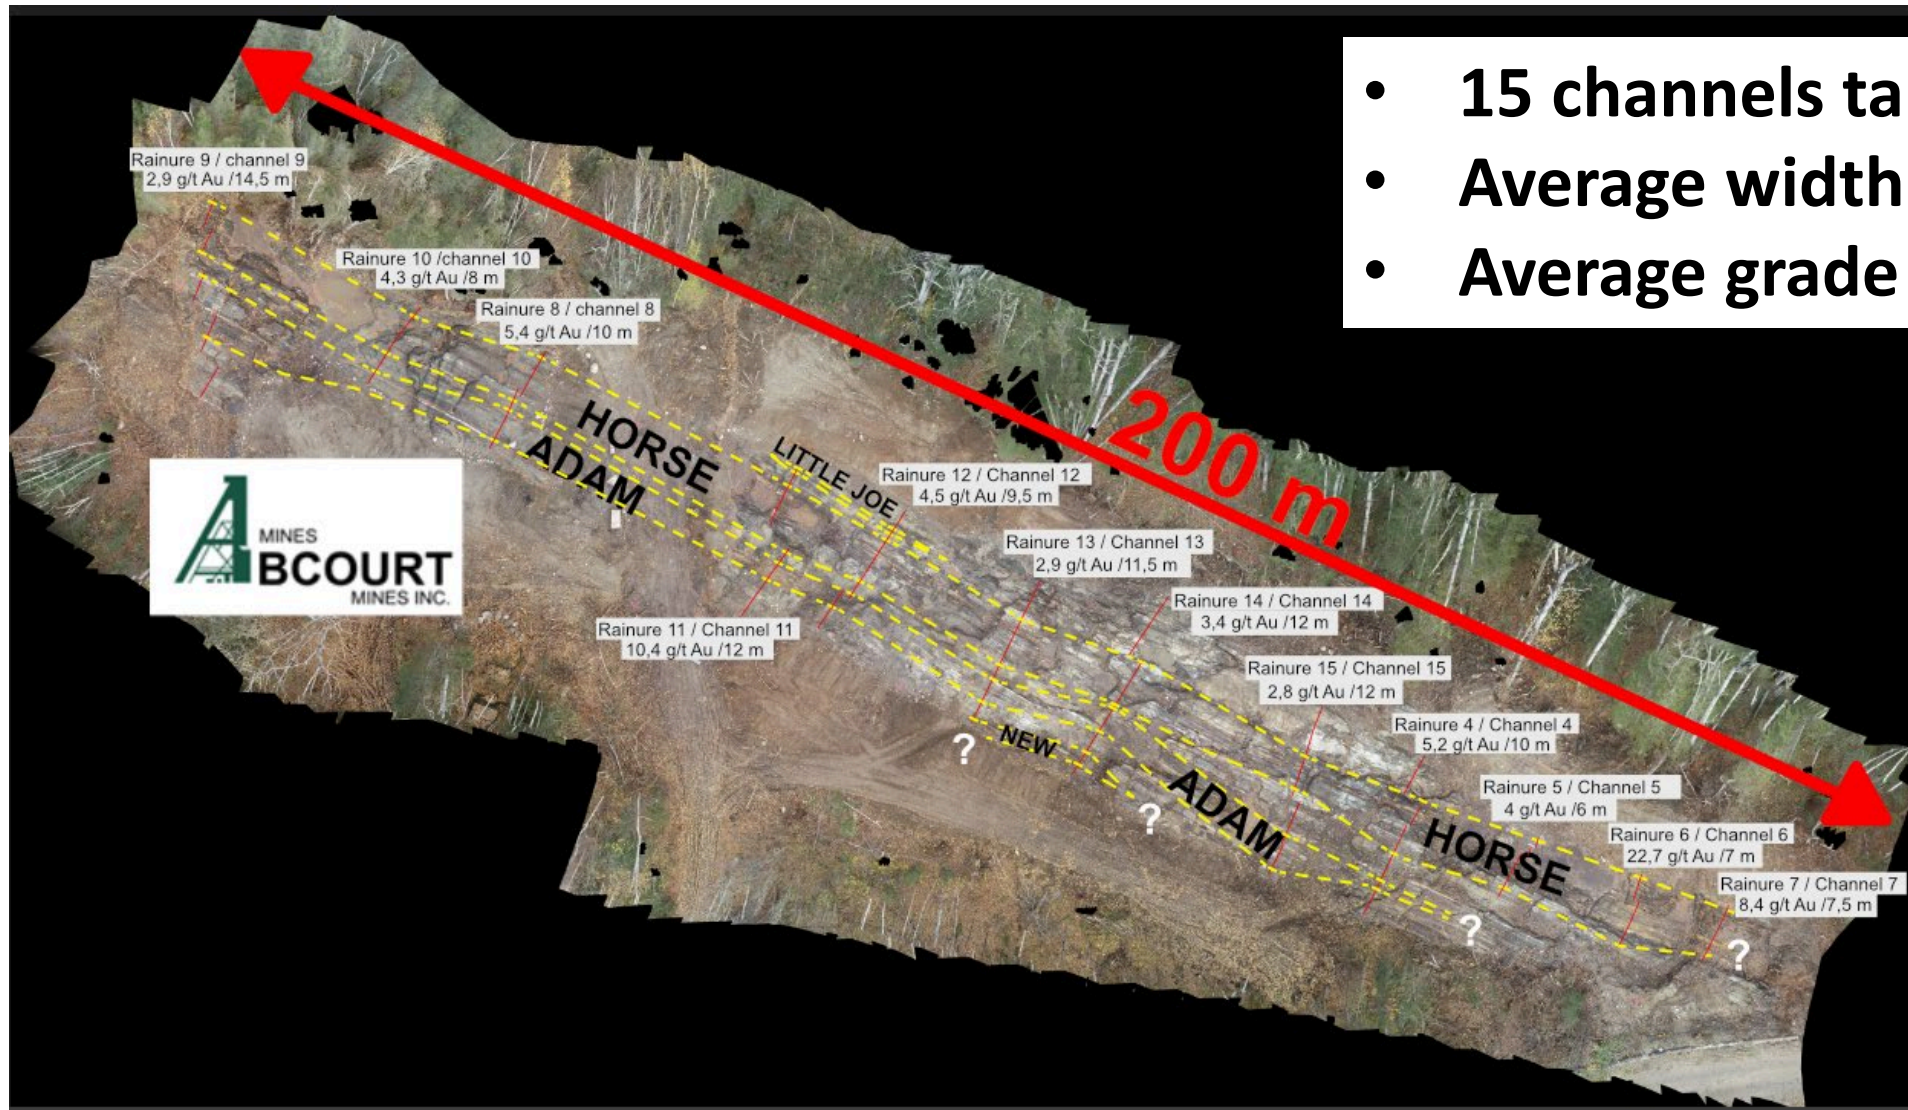 • 15 channels ta
• Average width
• Average grade
Rainure 9 / channel 9
2,9 g/t Au /14,5 m
Rainure 10 /channel 10
4,3 g/t Au /8 m
Rainure 8 / channel 8
5,4 g/t Au /10 m
200 m
HORSE
ADAM
LITTLE JOE
Rainure 12 / Channel 12
4,5 g/t Au /9,5 m
MINES
ABCOURT
MINES INC.
Rainure 13 / Channel 13
2,9 g/t Au /11,5 m
Rainure 14 / Channel 14
3,4 g/t Au /12 m
Rainure 11 / Channel 11
10,4 g/t Au /12 m
Rainure 15 / Channel 15
2,8 g/t Au /12 m
Rainure 4 / Channel 4
5,2 g/t Au /10 m
?
NEW
ADAM
?
Rainure 5 / Channel 5
4 g/t Au /6 m
HORSE
Rainure 6 / Channel 6
22,7 g/t Au /7 m
Rainure 7 / Channel 7
8,4 g/t Au /7,5 m
?
?